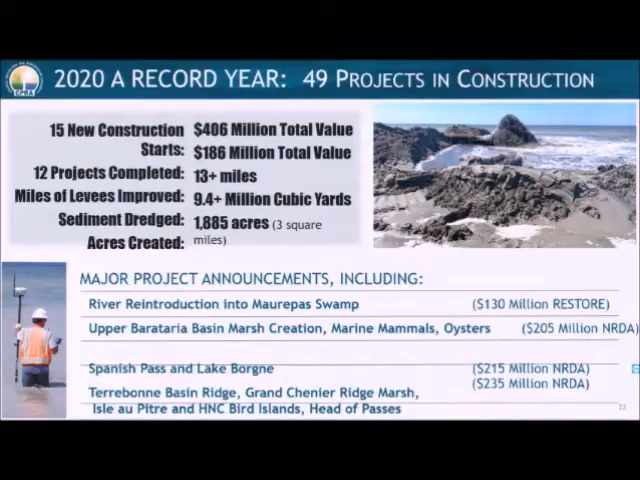 CPRA
2020 A RECORD YEAR: 49 PROJECTS IN CONSTRUCTION
15 New Construction $406 Million Total Value
Starts: $186 Million Total Value
12 Projects Completed: 13+ miles
Miles of Levees Improved: 9.4+ Million Cubic Yards
Sediment Dredged: 1,885 acres (3 square
Acres Created: miles)
MAJOR PROJECT ANNOUNCEMENTS, INCLUDING:
River Reintroduction into Maurepas Swamp ($130 Million RESTORE)
Upper Barataria Basin Marsh Creation, Marine Mammals, Oysters ($205 Million NRDA)
Spanish Pass and Lake Borgne ($215 Million NRDA)
($235 Million NRDA)
Terrebonne Basin Ridge, Grand Chenier Ridge Marsh,
Isle au Pitre and HNC Bird Islands, Head of Passes